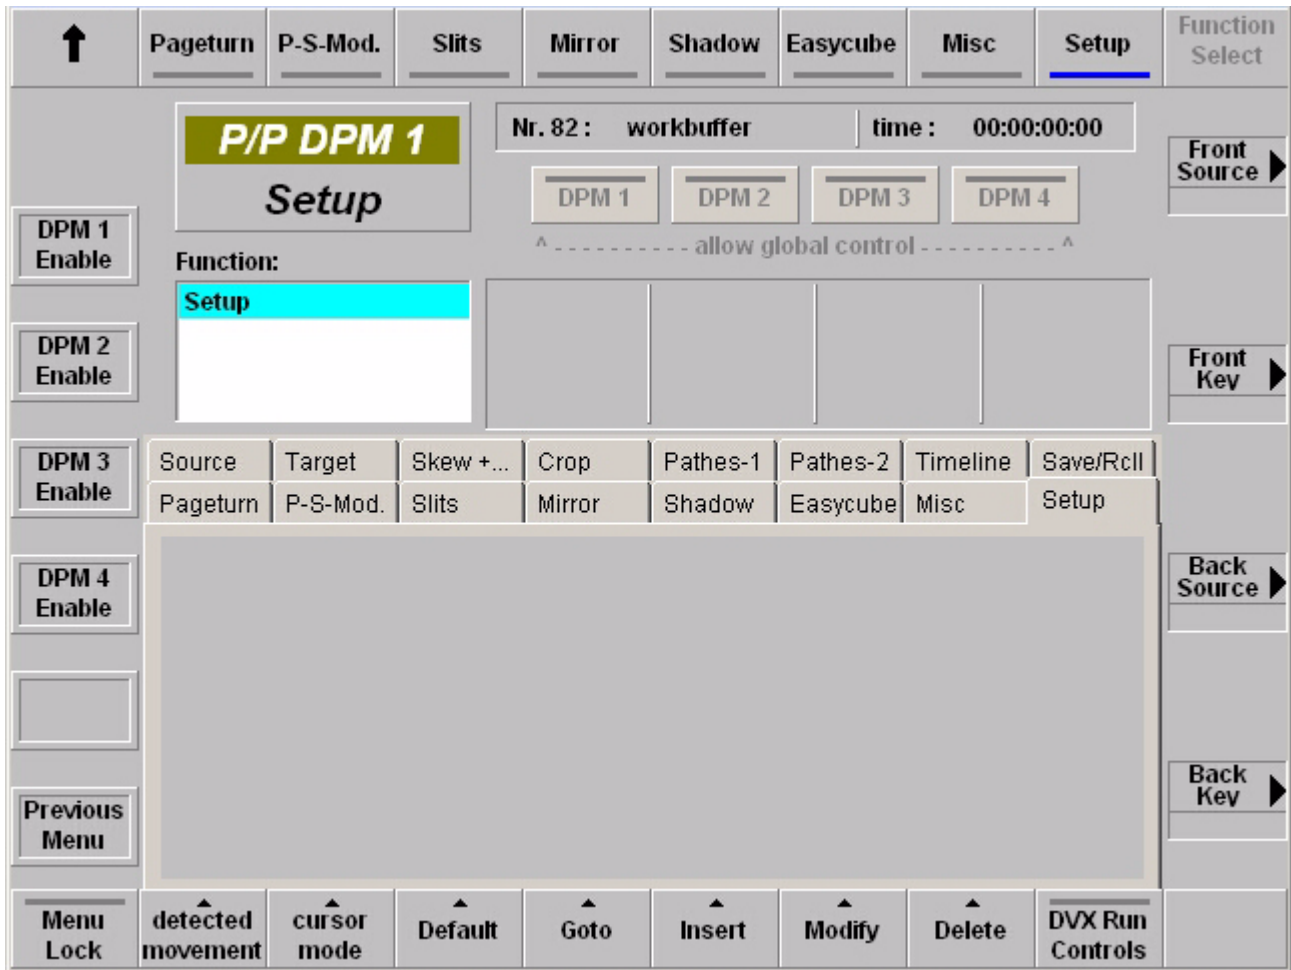 Pageturn P-S-Mod. Slits Mirror Shadow Easycube Misc Setup Function
Select
P/P DPM 1
Setup
Nr. 82 : workbuffer time : 00:00:00:00
DPM 1 DPM 2 DPM 3 DPM 4
^ - - - - - - - - - - allow global control - - - - - - - - - - ^
Front
Source
DPM 1
Enable
Function:
Setup
DPM 2
Enable
Front
Key
DPM 3
Enable
Source Target Skew +... Crop Pathes-1 Pathes-2 Timeline Save/Rcll
Pageturn P-S-Mod. Slits Mirror Shadow Easycube Misc Setup
DPM 4
Enable
Back
Source
Back
Key
Previous
Menu
Menu
Lock
detected
movement
cursor
mode
Default
Goto
Insert
Modify
Delete
DVX Run
Controls